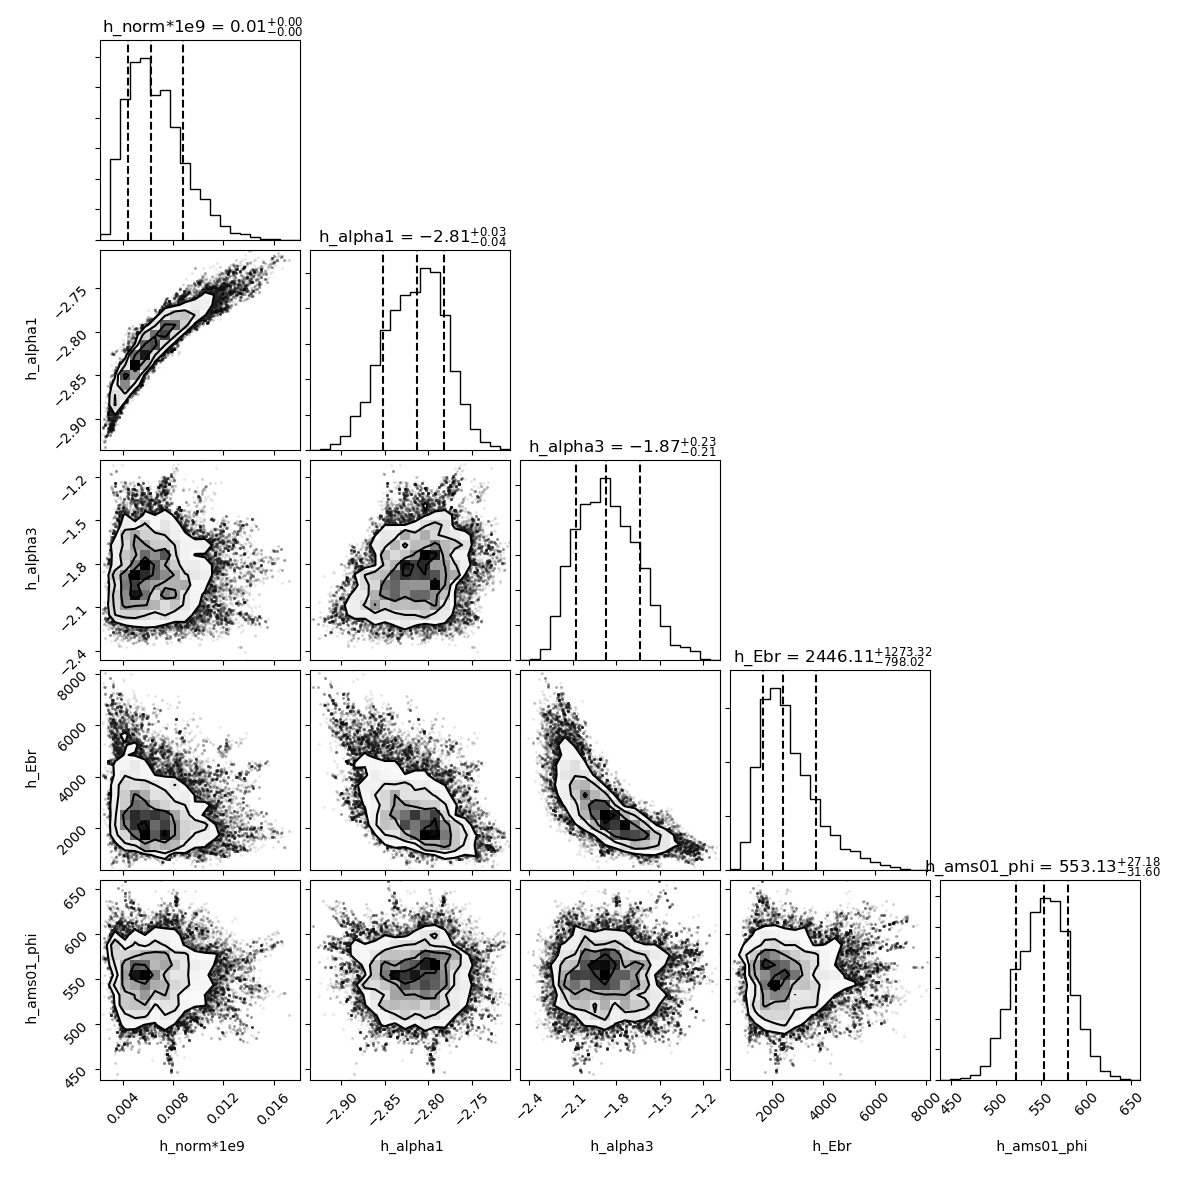 h_norm*1e9 = 0.01+0.00−0.00
h_alpha1 = −2.81+0.03−0.04
−2.75
−2.80
−2.85
−2.90
h_alpha1
h_alpha3 = −1.87+0.23−0.21
−1.2
−1.5
−1.8
−2.1
−2.4
h_alpha3
h_Ebr = 2446.11+1273.32−798.02
8000
6000
4000
2000
h_Ebr
h_ams01_phi = 553.13+27.18−31.60
650
600
550
500
450
h_ams01_phi
0.004 0.008 0.012 0.016 −2.90 −2.85 −2.80 −2.75 −2.4 −2.1 −1.8 −1.5 −1.2 2000 4000 6000 8000 450 500 550 600 650
h_norm*1e9 h_alpha1 h_alpha3 h_Ebr h_ams01_phi